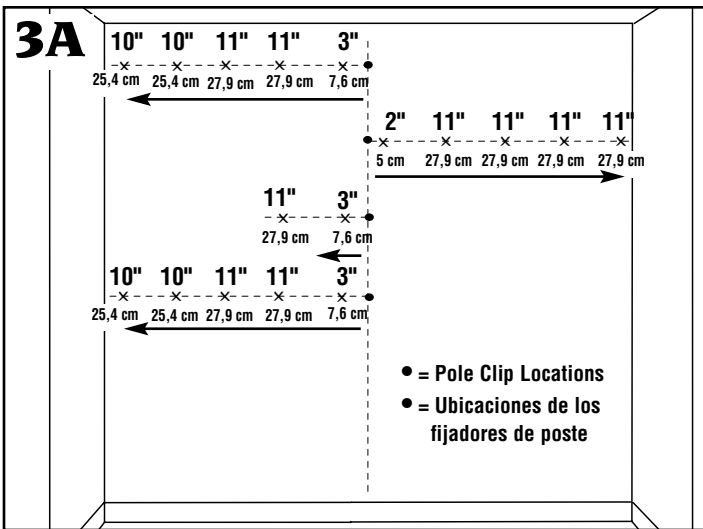 3A
10" 10" 11" 11" 3"
25,4 cm 25,4 cm 27,9 cm 27,9 cm 7,6 cm
2" 11" 11" 11" 11"
5 cm 27,9 cm 27,9 cm 27,9 cm 27,9 cm
11" 3"
27,9 cm 7,6 cm
10" 10" 11" 11" 3"
25,4 cm 25,4 cm 27,9 cm 27,9 cm 7,6 cm
● = Pole Clip Locations
● = Ubicaciones de los
fijadores de poste